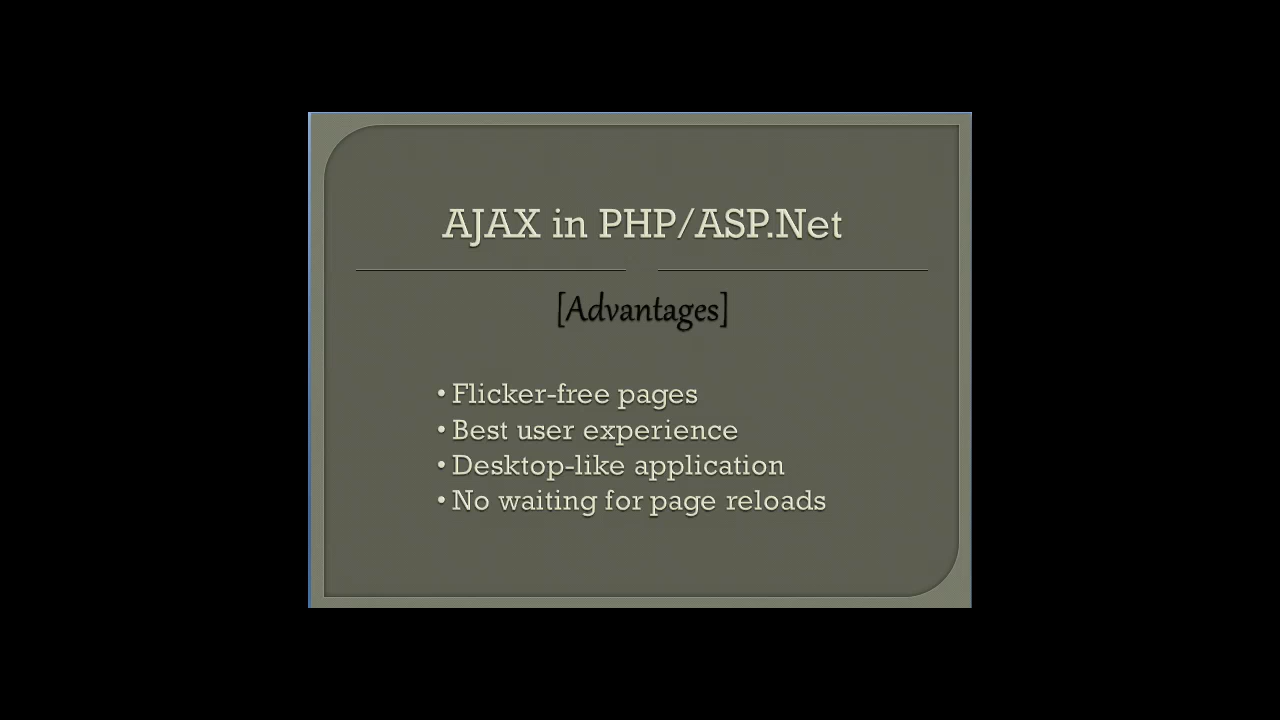 AJAX in PHP/ASP.Net
[Advantages]
• Flicker-free pages
• Best user experience
• Desktop-like application
• No waiting for page reloads